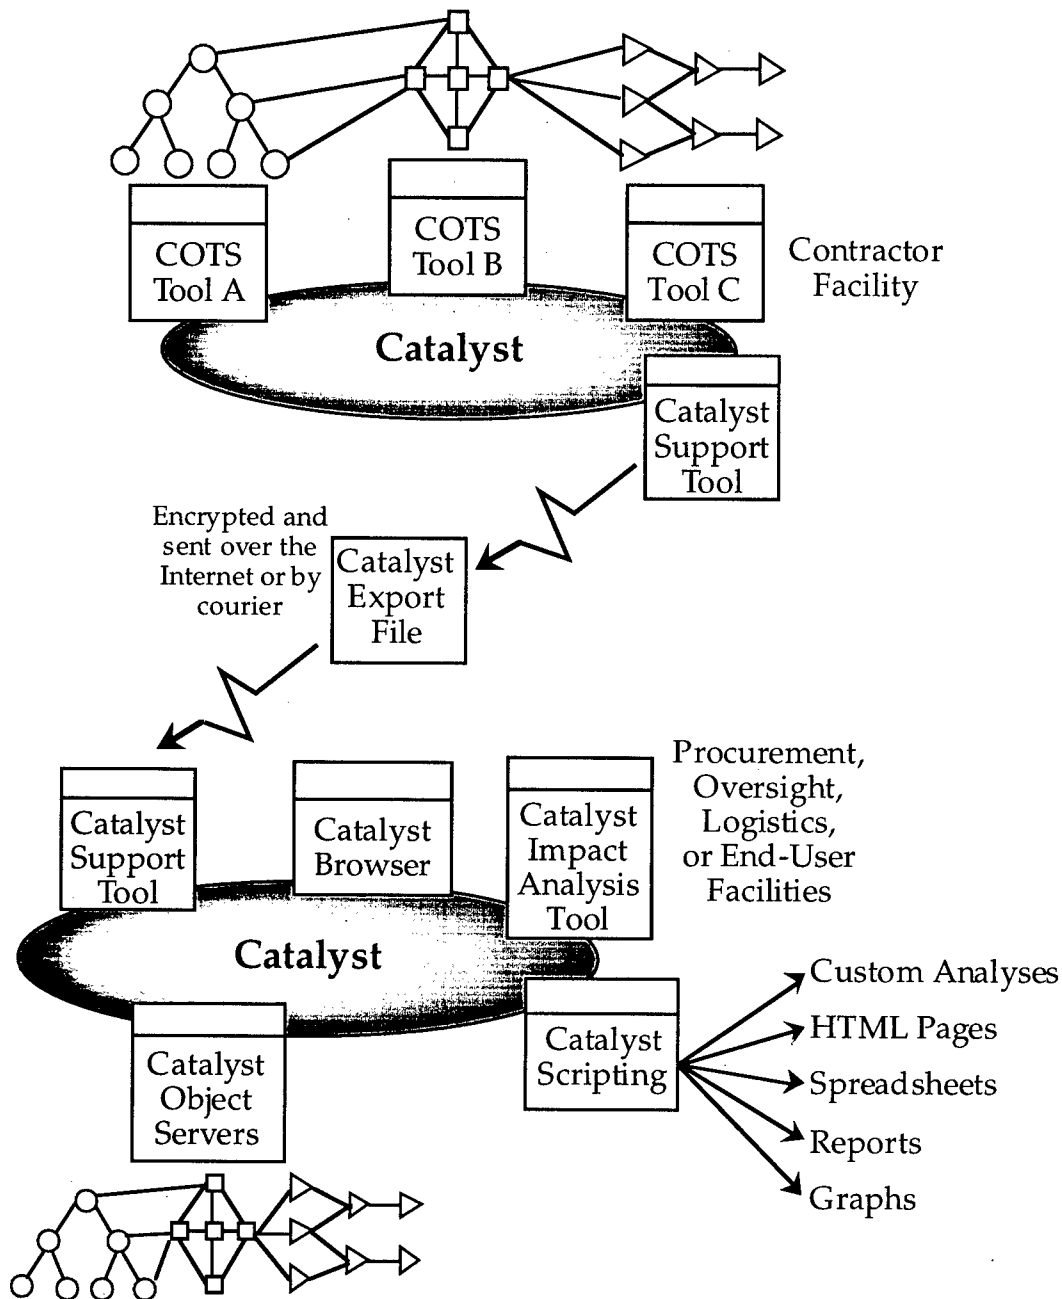 COTS
Tool A
COTS
Tool B
COTS
Tool C
Contractor
Facility
Catalyst
Catalyst
Support
Tool
Encrypted and
sent over the
Internet or by
courier
Catalyst
Export
File
Procurement,
Oversight,
Logistics,
or End-User
Facilities
Catalyst
Support
Tool
Catalyst
Browser
Catalyst
Impact
Analysis
Tool
Catalyst
Catalyst
Object
Servers
Catalyst
Scripting
Custom Analyses
HTML Pages
Spreadsheets
Reports
Graphs